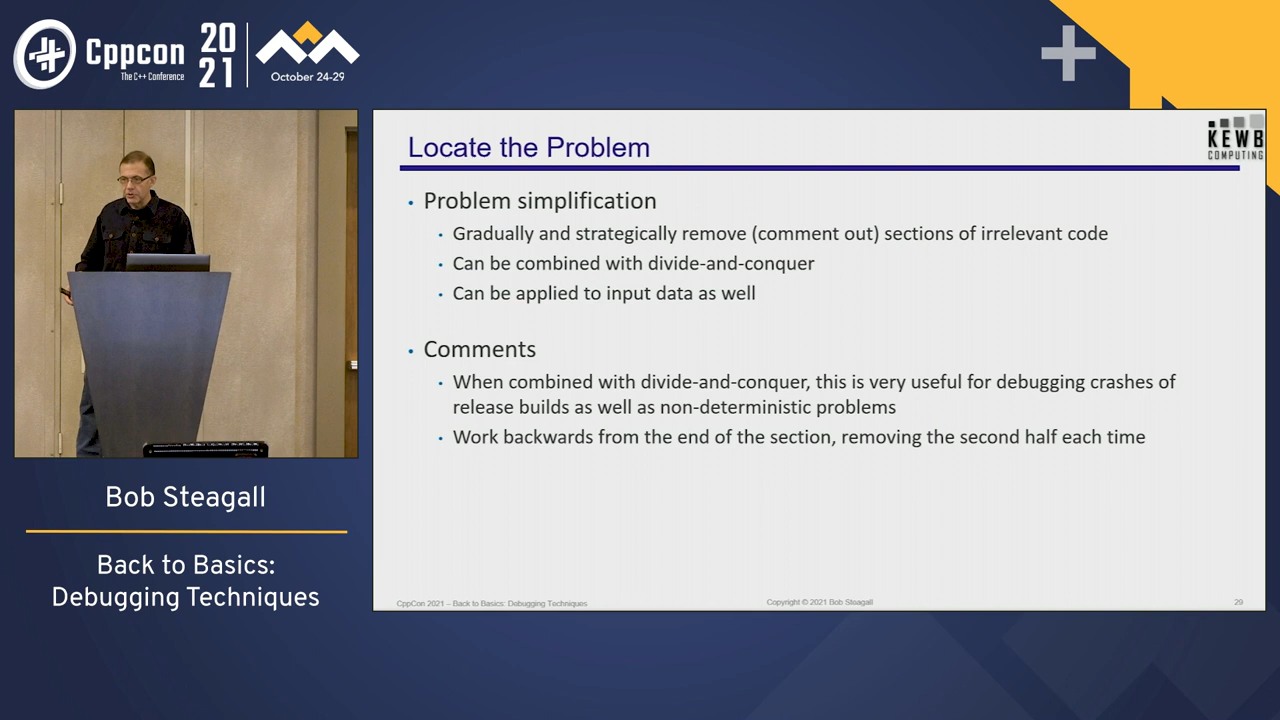 Cppcon
The C++ Conference
20
21
October 24-29
Locate the Problem
KEWB
COMPUTING
• Problem simplification
• Gradually and strategically remove (comment out) sections of irrelevant code
• Can be combined with divide-and-conquer
• Can be applied to input data as well
• Comments
• When combined with divide-and-conquer, this is very useful for debugging crashes of
release builds as well as non-deterministic problems
• Work backwards from the end of the section, removing the second half each time
CppCon 2021 – Back to Basics: Debugging Techniques
Copyright © 2021 Bob Steagall
29
Bob Steagall
Back to Basics:
Debugging Techniques